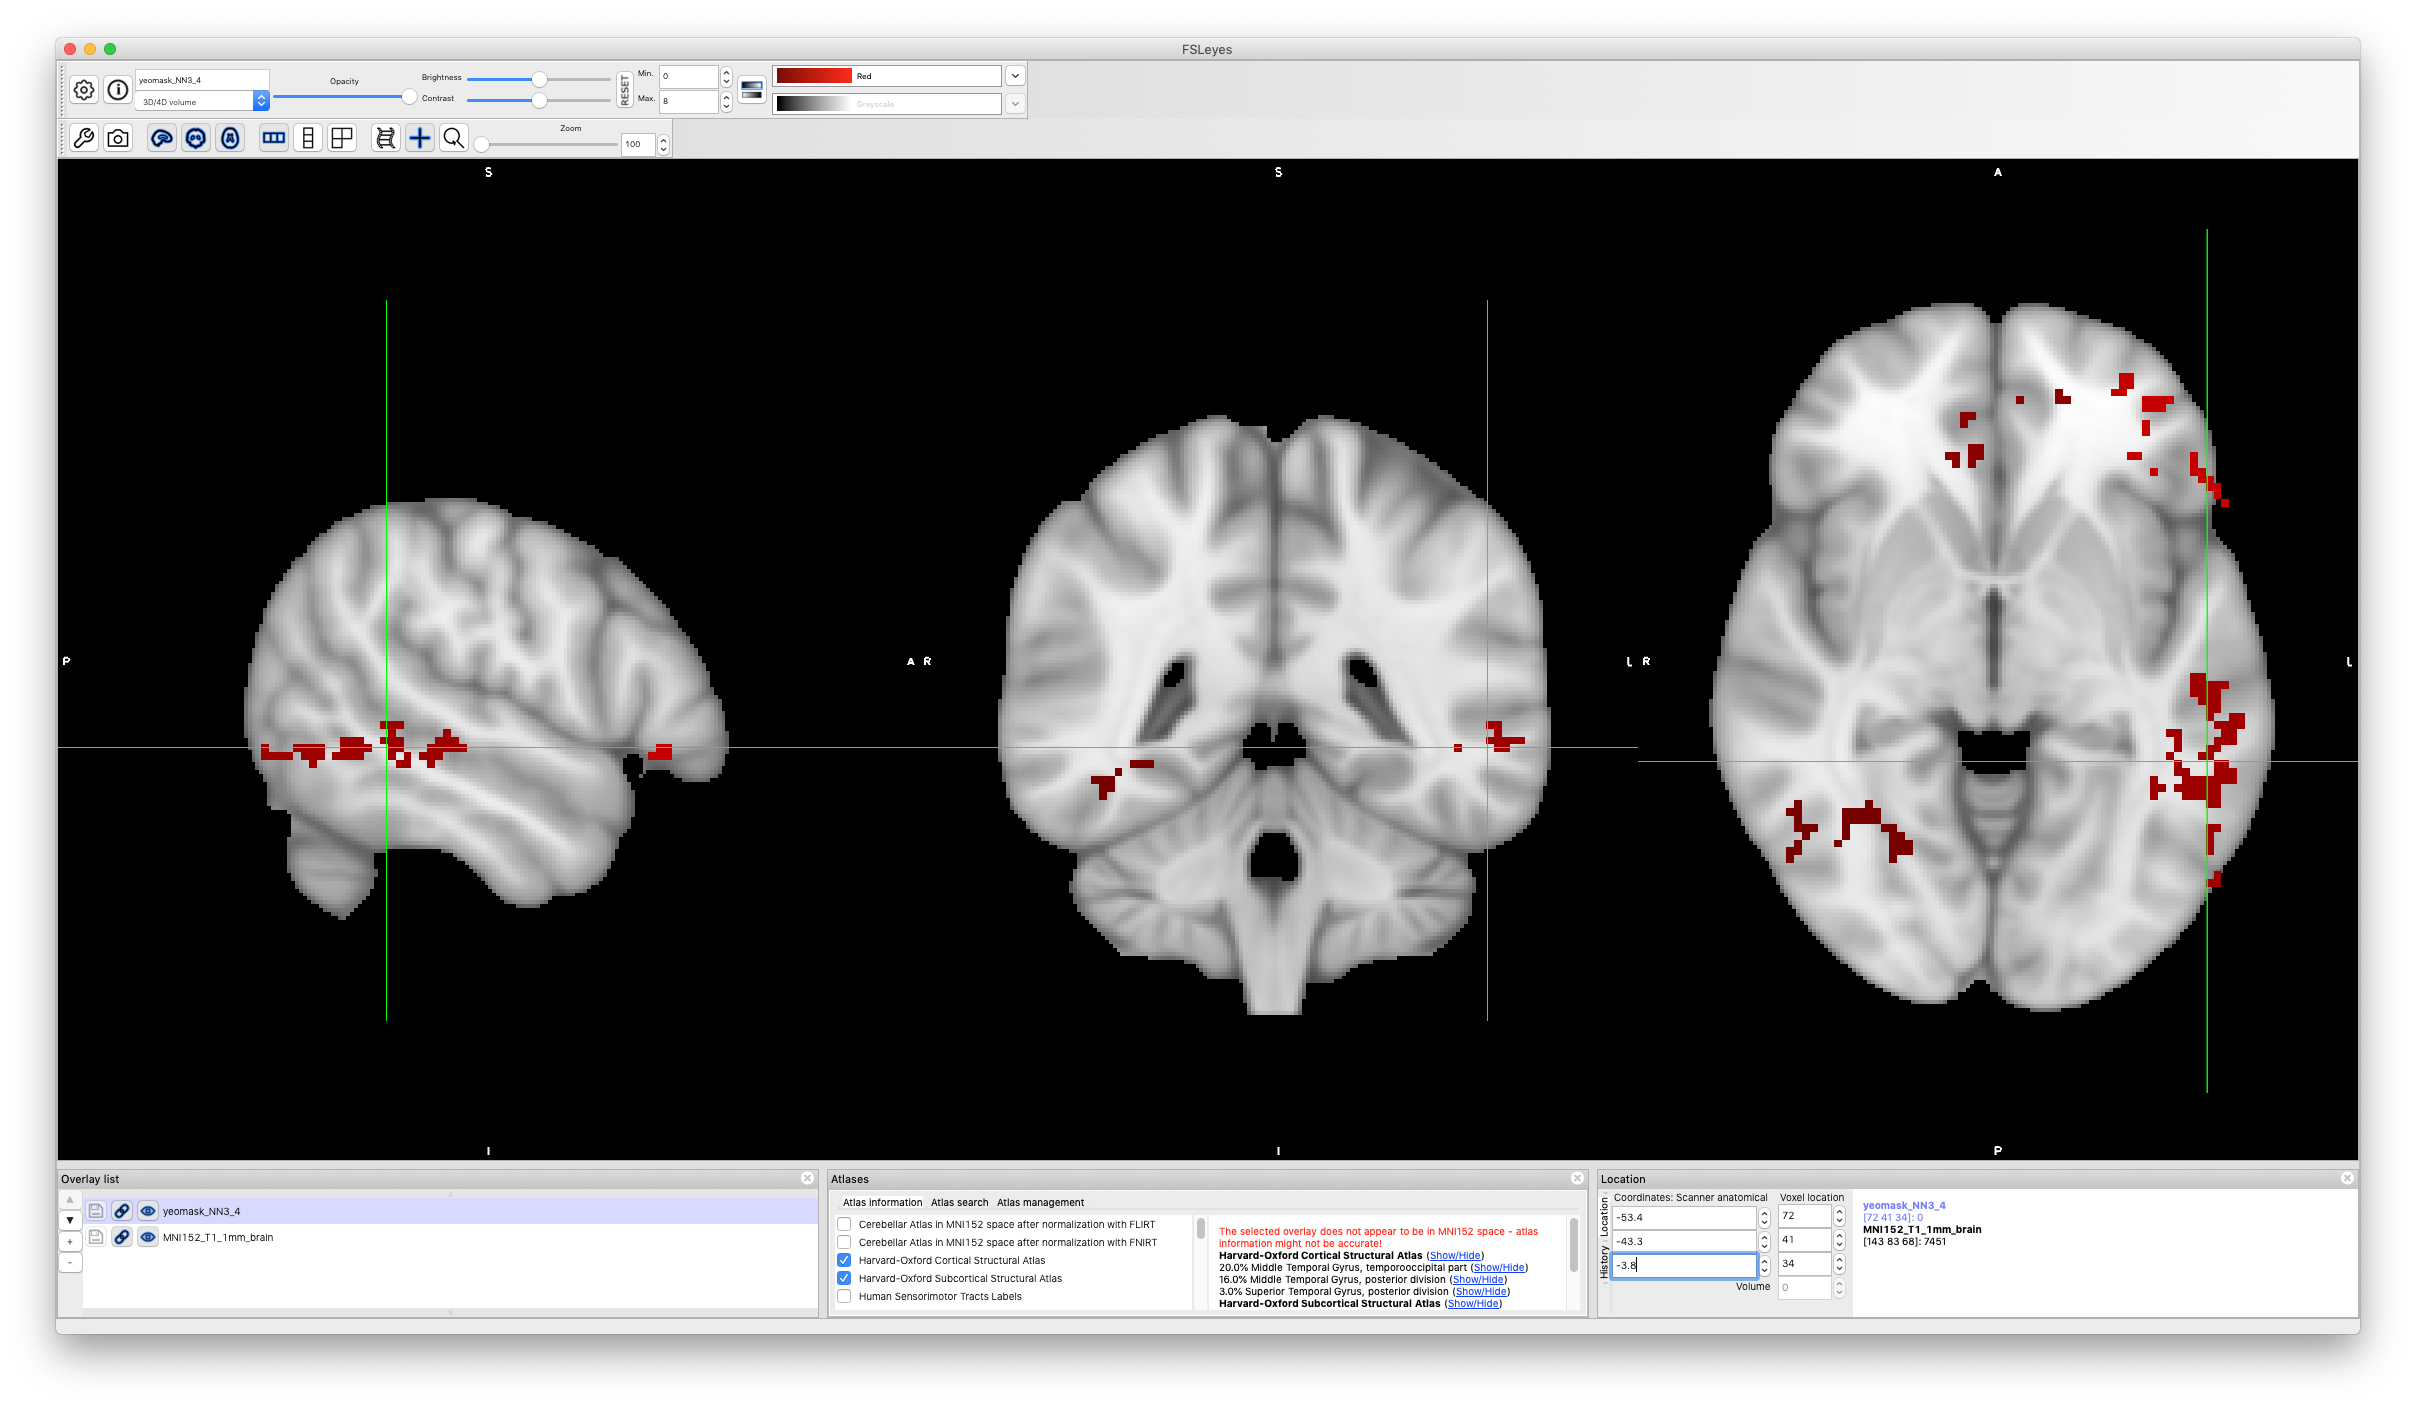 FSLeyes
yeomask_NN3_4
3D/4D volume
Opacity
Brightness
Contrast
RESET
Min.
0
Max.
8
Red
Greyscale
Zoom
100
S
S
A
P
A R
L R
L
I
I
P
Overlay list
yeomask_NN3_4
MNI152_T1_1mm_brain
Atlases
Atlas information Atlas search Atlas management
Cerebellar Atlas in MNI152 space after normalization with FLIRT
Cerebellar Atlas in MNI152 space after normalization with FNIRT
Harvard-Oxford Cortical Structural Atlas
Harvard-Oxford Subcortical Structural Atlas
Human Sensorimotor Tracts Labels
The selected overlay does not appear to be in MNI152 space - atlas
information might not be accurate!
Harvard-Oxford Cortical Structural Atlas (Show/Hide)
20.0% Middle Temporal Gyrus, temporooccipital part (Show/Hide)
16.0% Middle Temporal Gyrus, posterior division (Show/Hide)
3.0% Superior Temporal Gyrus, posterior division (Show/Hide)
Harvard-Oxford Subcortical Structural Atlas (Show/Hide)
Location
Location
History
Coordinates: Scanner anatomical
-53.4
-43.3
-3.8
Volume
Voxel location
72
41
34
0
yeomask_NN3_4
[72 41 34]: 0
MNI152_T1_1mm_brain
[143 83 68]: 7451